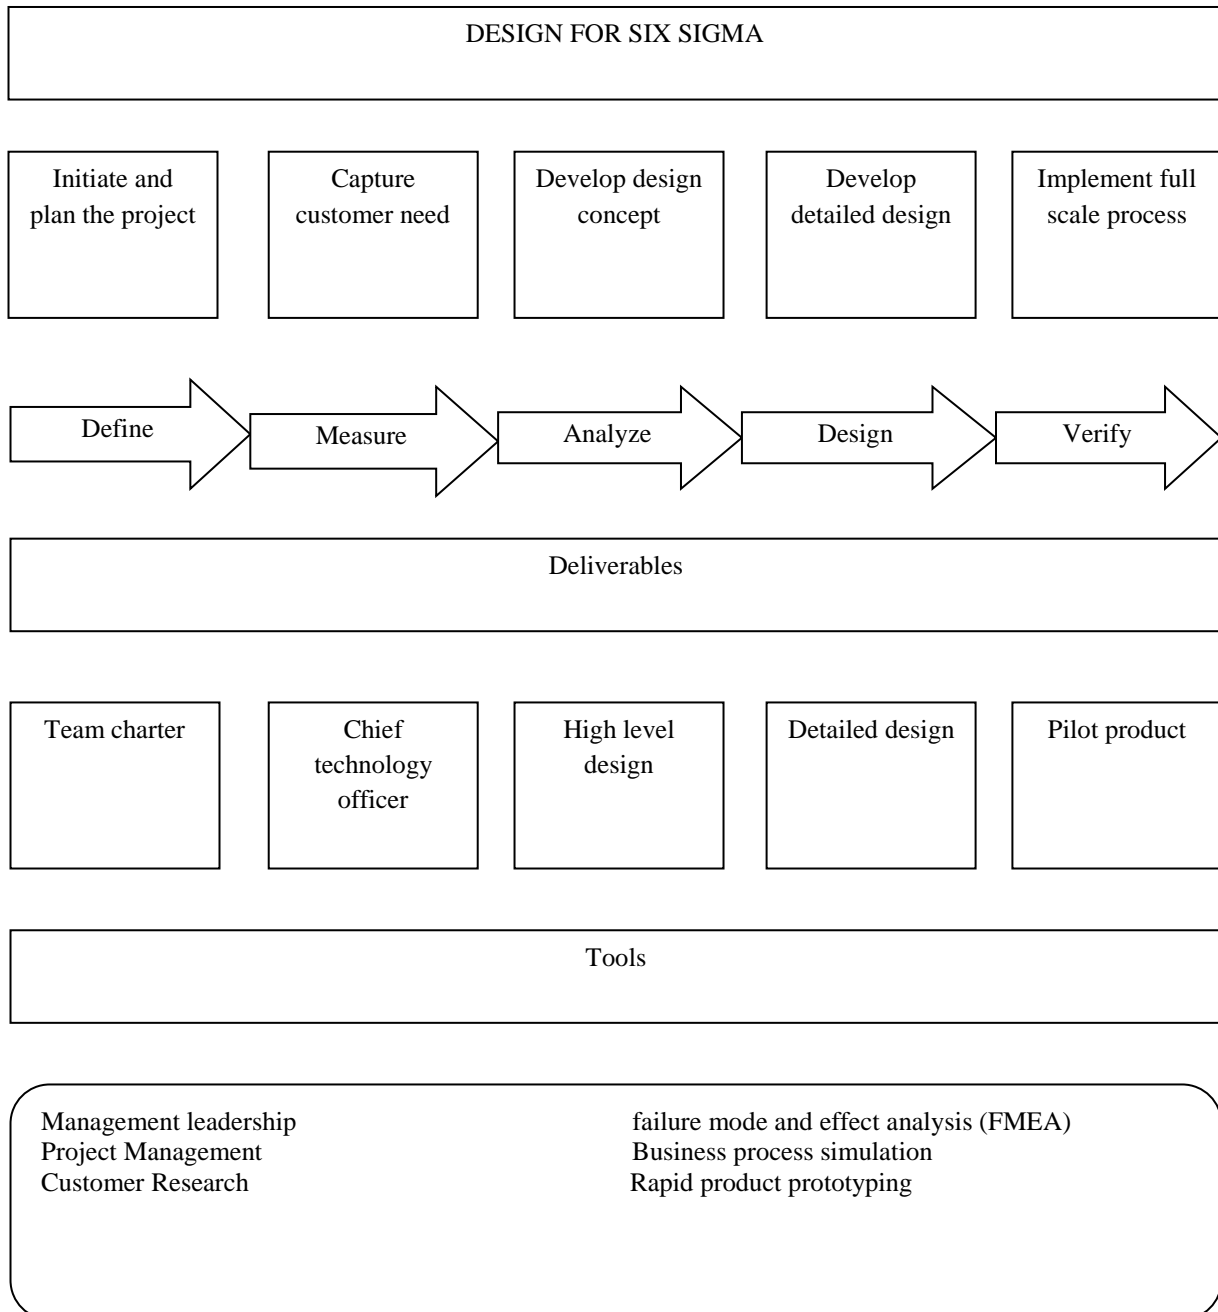 DESIGN FOR SIX SIGMA
Initiate and
plan the project
Capture
customer need
Develop design
concept
Develop
detailed design
Implement full
scale process
Define
Measure
Analyze
Design
Verify
Deliverables
Team charter
Chief
technology
officer
High level
design
Detailed design
Pilot product
Tools
Management leadership
Project Management
Customer Research
failure mode and effect analysis (FMEA)
Business process simulation
Rapid product prototyping